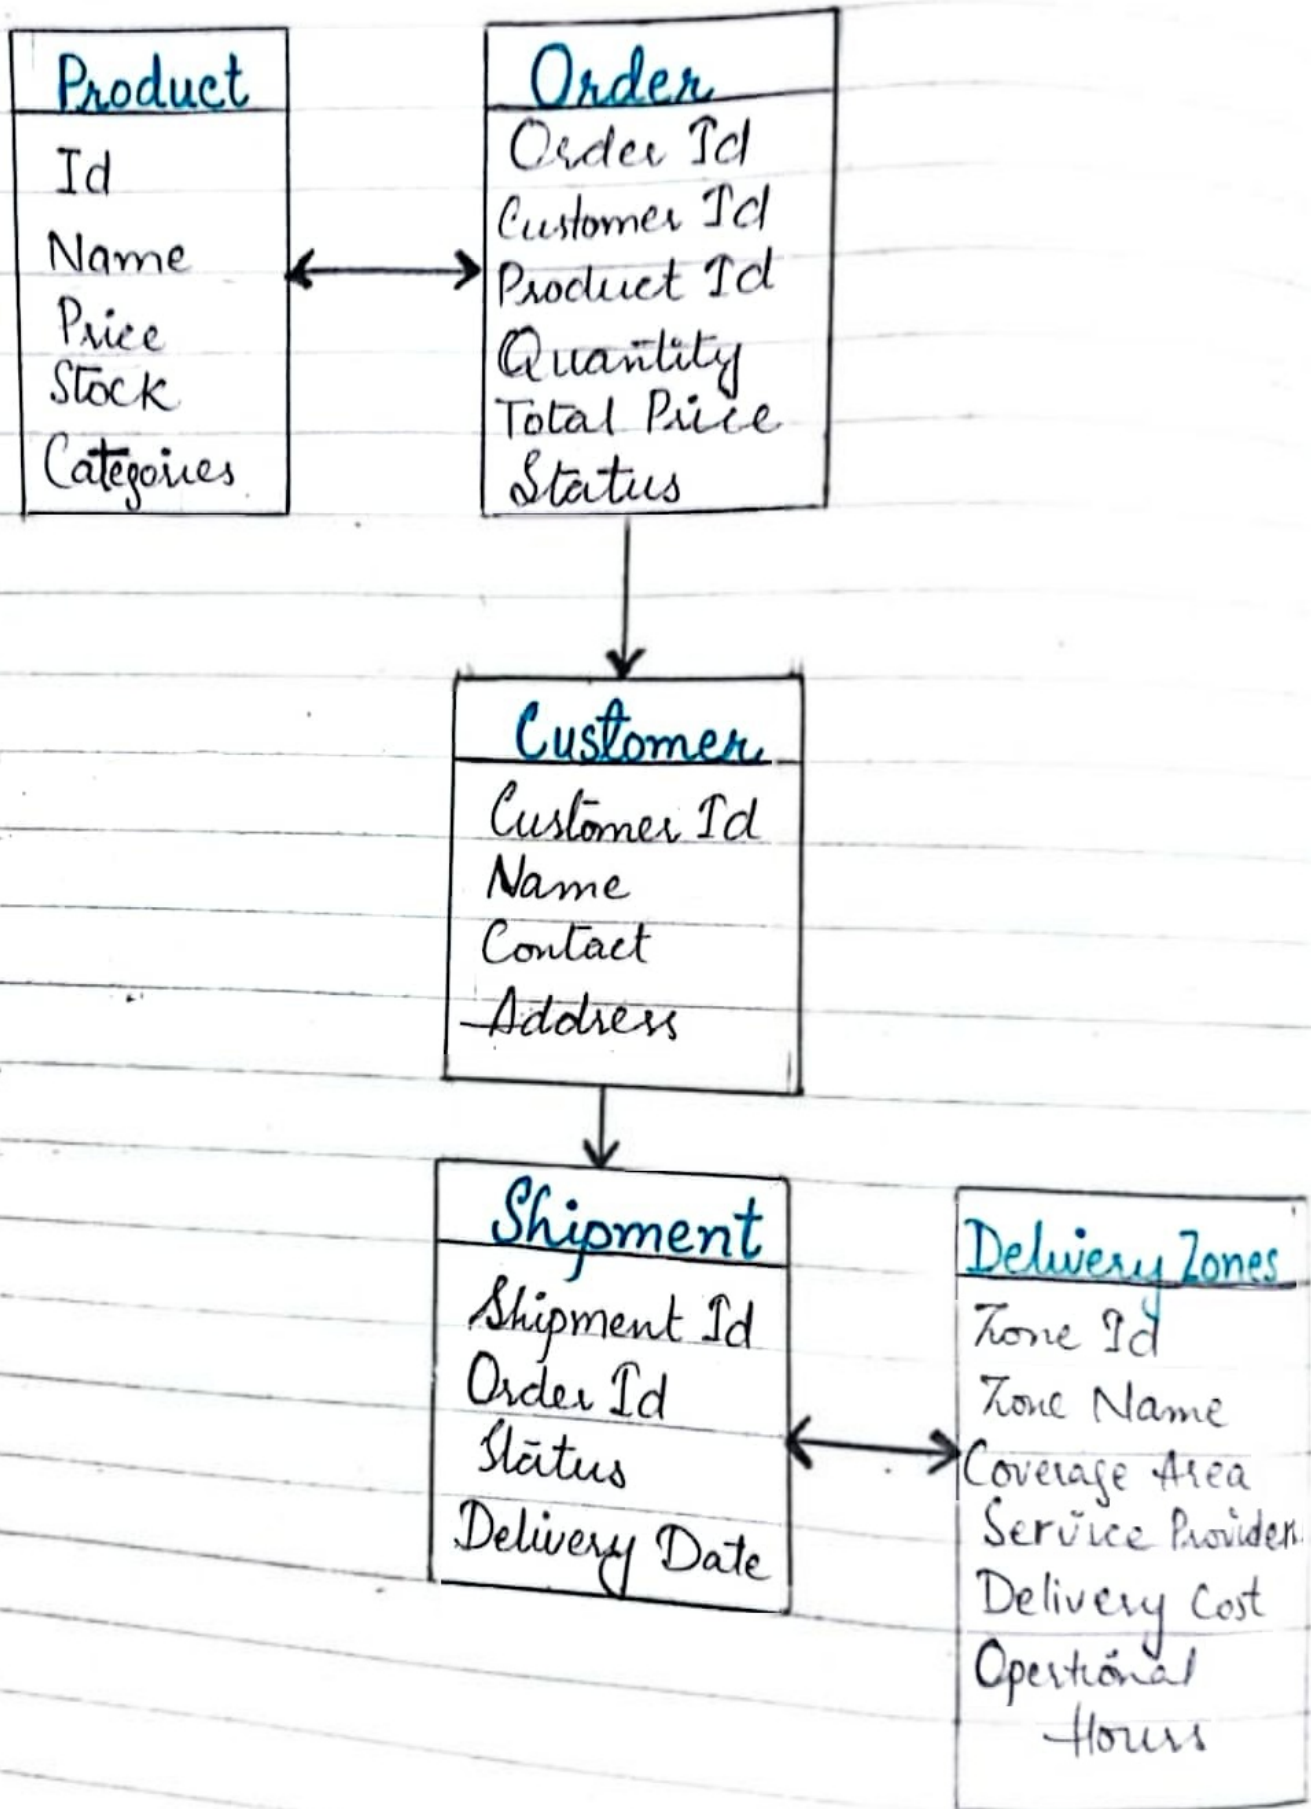 Product
Id
Name
Price
Stock
Categories
Order
Order Id
Customer Id
Product Id
Quantity
Total Price
Status
Customer
Customer Id
Name
Contact
Address
Shipment
Shipment Id
Order Id
Status
Delivery Date
Delivery Zones
Zone Id
Zone Name
Coverage Area
Service Provider
Delivery Cost
Opertional
Hours